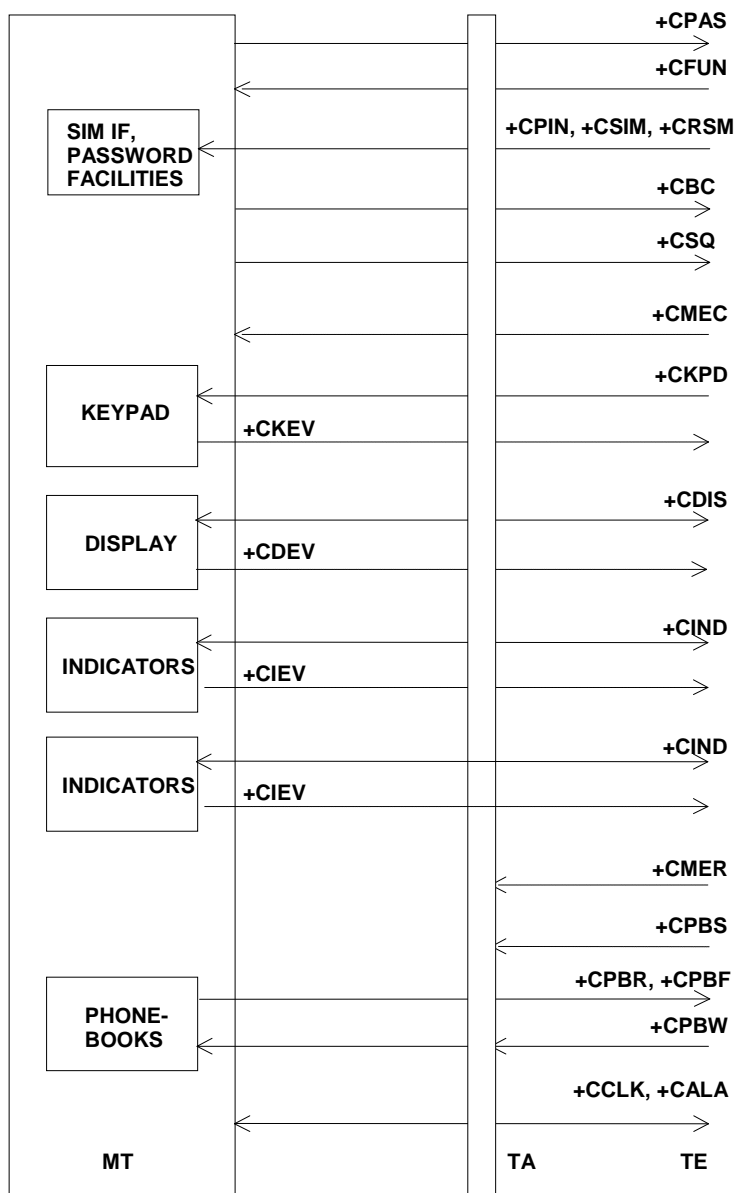 +CPAS
+CFUN
SIM IF,
PASSWORD
FACILITIES
+CPIN, +CSIM, +CRSM
+CBC
+CSQ
+CMEC
+CKPD
KEYPAD
+CKEV
+CDIS
DISPLAY
+CDEV
+CIND
INDICATORS
+CIEV
+CIND
INDICATORS
+CIEV
+CMER
+CPBS
+CPBR, +CPBF
PHONE-
BOOKS
+CPBW
+CCLK, +CALA
MT TA TE